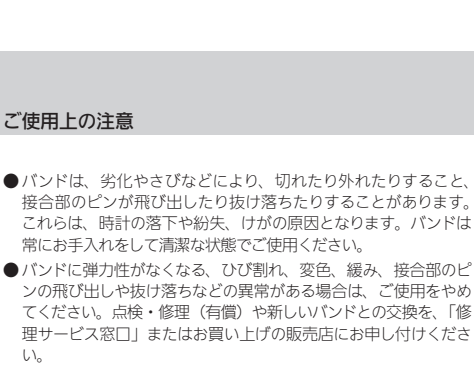 ご使用上の注意
●バンドは、劣化やさびなどにより、切れたり外れたりすること、
接合部のピンが飛び出したり抜け落ちたりすることがあります。
これらは、時計の落下や紛失、けがの原因となります。バンドは
常にお手入れをして清潔な状態でご使用ください。
●バンドに弾力性がなくなる、ひび割れ、変色、緩み、接合部のピ
ンの飛び出しや抜け落ちなどの異常がある場合は、ご使用をやめ
てください。点検・修理（有償）や新しいバンドとの交換を、「修
理サービス窓口」またはお買い上げの販売店にお申し付けくださ
い。